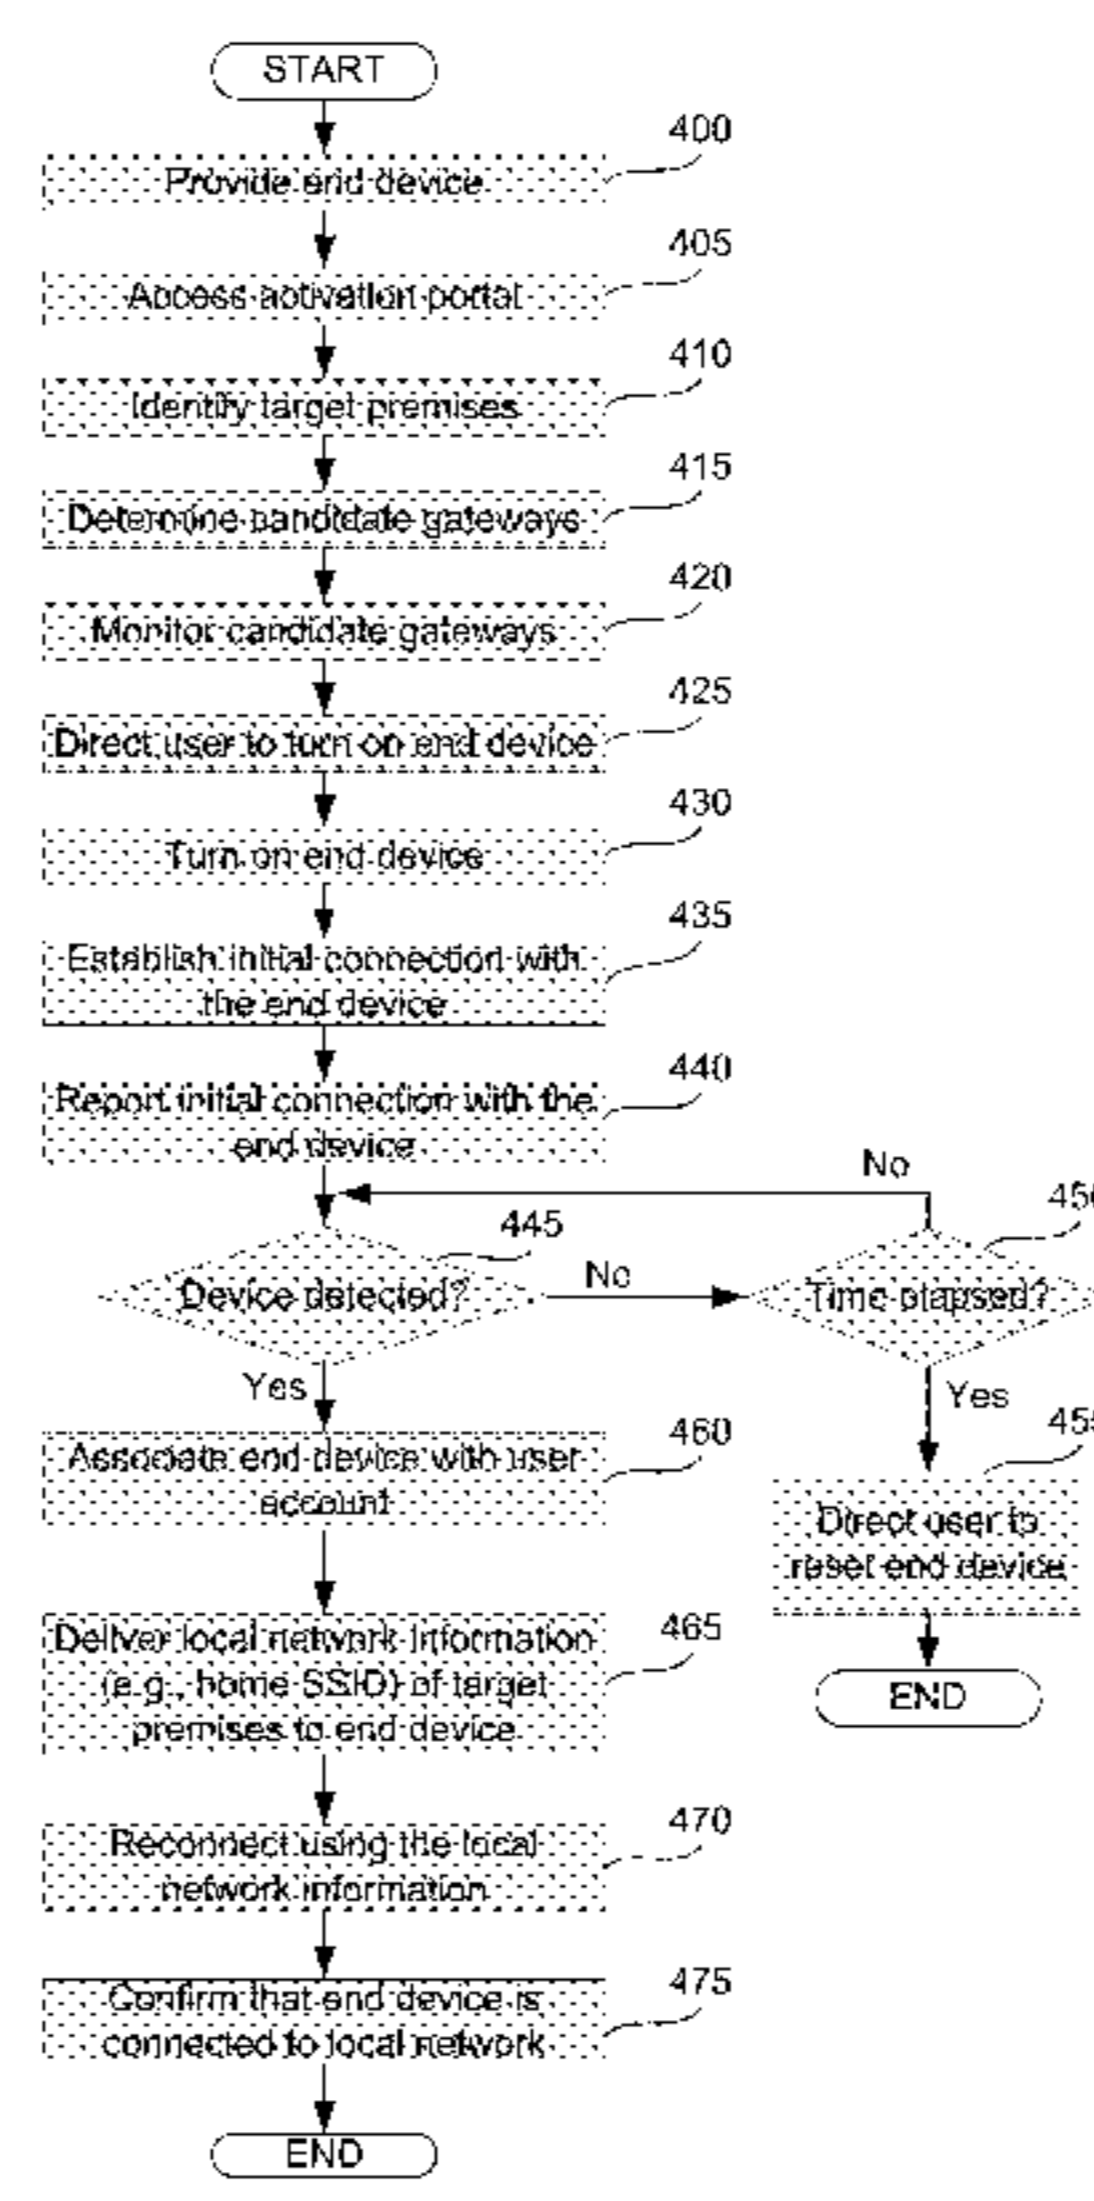 START
400
Provide end device
405
Access activation portal
410
Identify target premises
415
Determine candidate gateways
420
Monitor candidate gateways
425
Direct user to turn on end device
430
Turn on end device
435
Establish initial connection with
the end device
440
Report initial connection with the
end device
No
445
Device detected?
No
Time elapsed?
Yes
Yes
460
Associate end device with user
account
Direct user to
reset end device
465
Deliver local network information
(e.g., home SSID) of target
premises to end device
END
470
Reconnect using the local
network information
475
Confirm that end device is
connected to local network
END